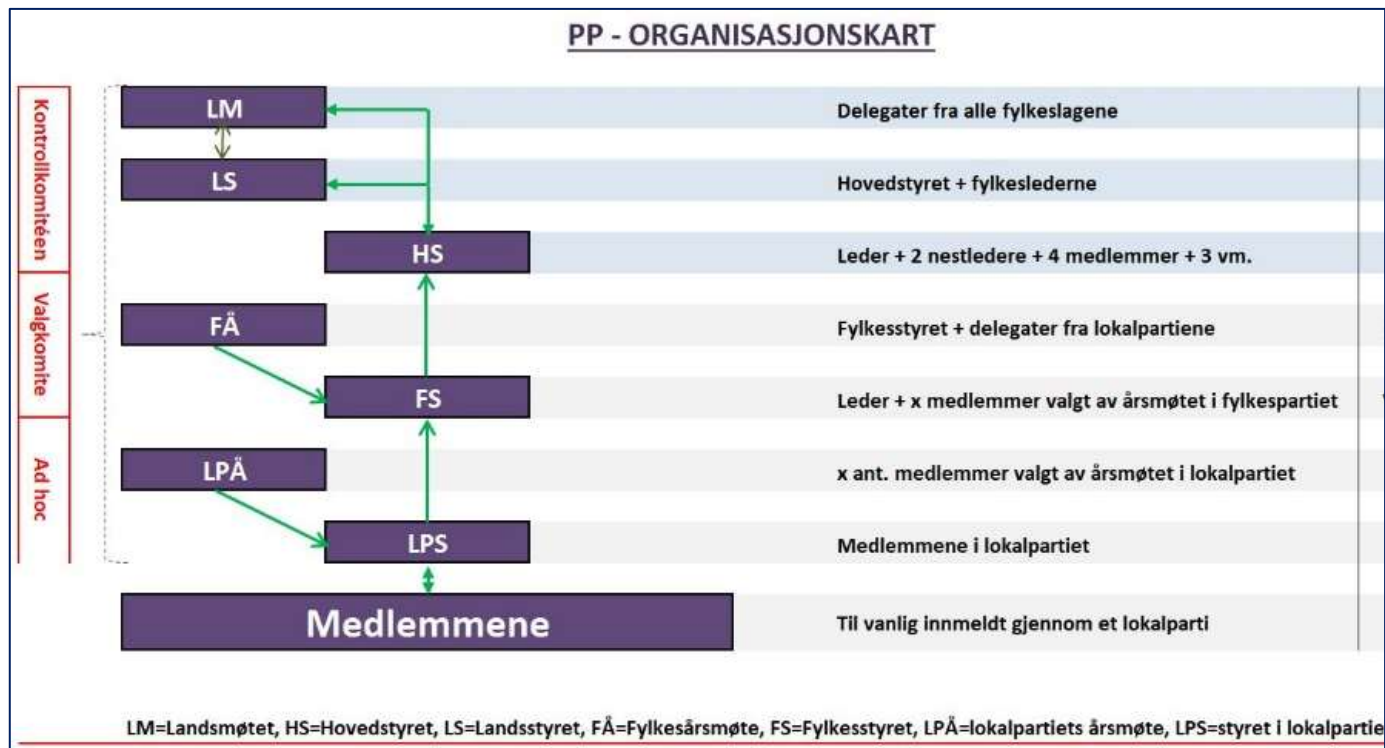 PP - ORGANISASJONSKART
Kontrollkomitéen
Valgkomite
Ad hoc
LM
Delegater fra alle fylkeslagene
LS
Hovedstyret + fylkeslederne
HS
Leder + 2 nestledere + 4 medlemmer + 3 vm.
FÅ
Fylkesstyret + delegater fra lokalpartiene
FS
Leder + x medlemmer valgt av årsmøtet i fylkespartiet
LPÅ
x ant. medlemmer valgt av årsmøtet i lokalpartiet
LPS
Medlemmene i lokalpartiet
Medlemmene
Til vanlig innmeldt gjennom et lokalparti
LM=Landsmøtet, HS=Hovedstyret, LS=Landsstyret, FÅ=Fylkesårsmøte, FS=Fylkesstyret, LPÅ=lokalpartiets årsmøte, LPS=styret i lokalpartie